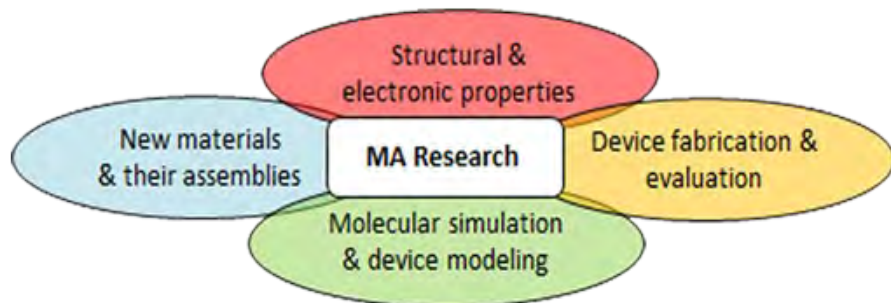 Structural &
electronic properties
New materials
& their assemblies
MA Research
Device fabrication &
evaluation
Molecular simulation
& device modeling